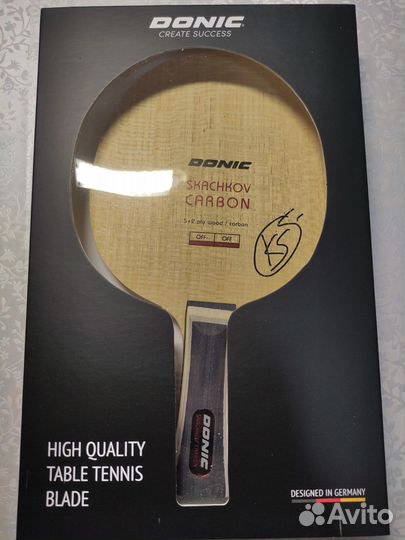 DONIC
CREATE SUCCESS
DONIC
SKACHKOV
CARBON
5+2 ply wood / carbon
OFF- OFF
DONIC
HIGH QUALITY
TABLE TENNIS
BLADE
DESIGNED IN GERMANY
Avito